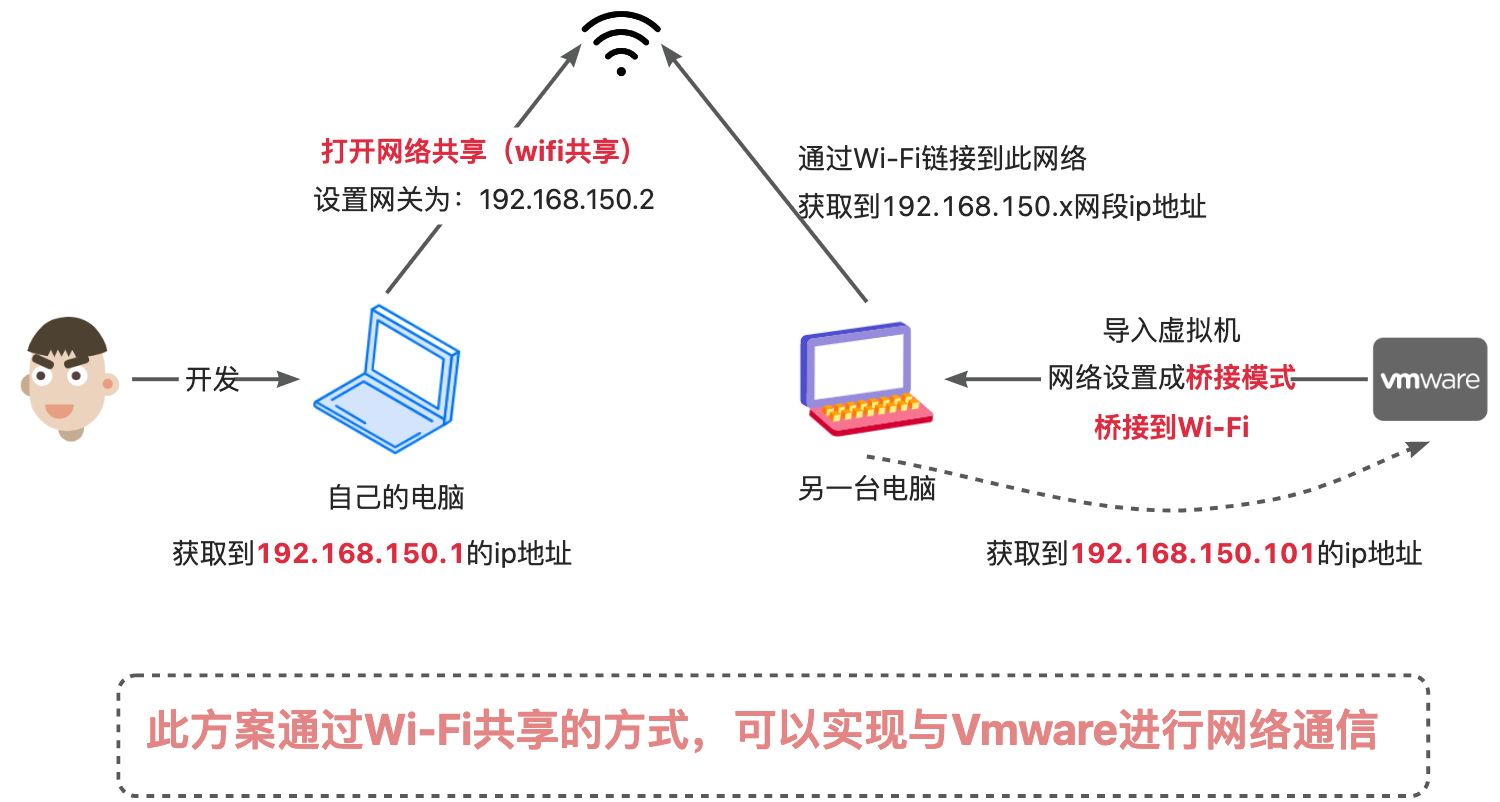 打开网络共享（wifi共享）
设置网关为：192.168.150.2
通过Wi-Fi链接到此网络
获取到192.168.150.x网段ip地址
开发
导入虚拟机
网络设置成桥接模式
桥接到Wi-Fi
vmware
自己的电脑
另一台电脑
获取到192.168.150.1的ip地址
获取到192.168.150.101的ip地址
此方案通过Wi-Fi共享的方式，可以实现与Vmware进行网络通信